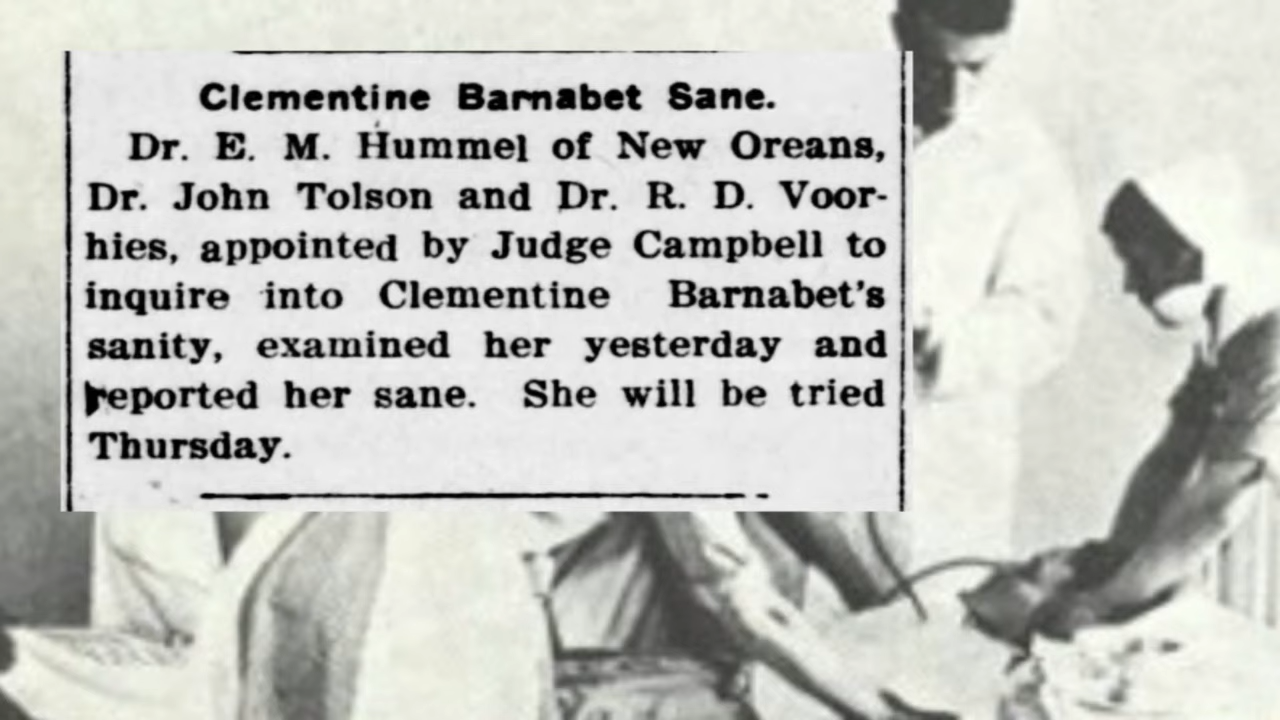 Clementine Barnabet Sane.
Dr. E. M. Hummel of New Oreans,
Dr. John Tolson and Dr. R. D. Voor-
hies, appointed by Judge Campbell to
inquire into Clementine Barnabet's
sanity, examined her yesterday and
reported her sane. She will be tried
Thursday.